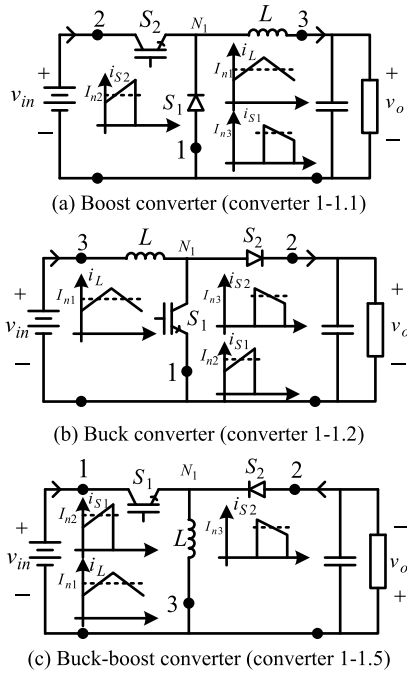 2 S2 N1 L 3
+ iS2 In2 S1 iL In1 +
vin vo
iS1 In3
− 1 −
(a) Boost converter (converter 1-1.1)
3 L N1 S2 2
+ iL In1 iS2 In3 +
vin S1 vo
iS1 In2
− 1 −
(b) Buck converter (converter 1-1.2)
1 S1 N1 S2 2
+ iS1 In2 iS2 In3 −
vin L vo
iL In1
− 3 +
(c) Buck-boost converter (converter 1-1.5)